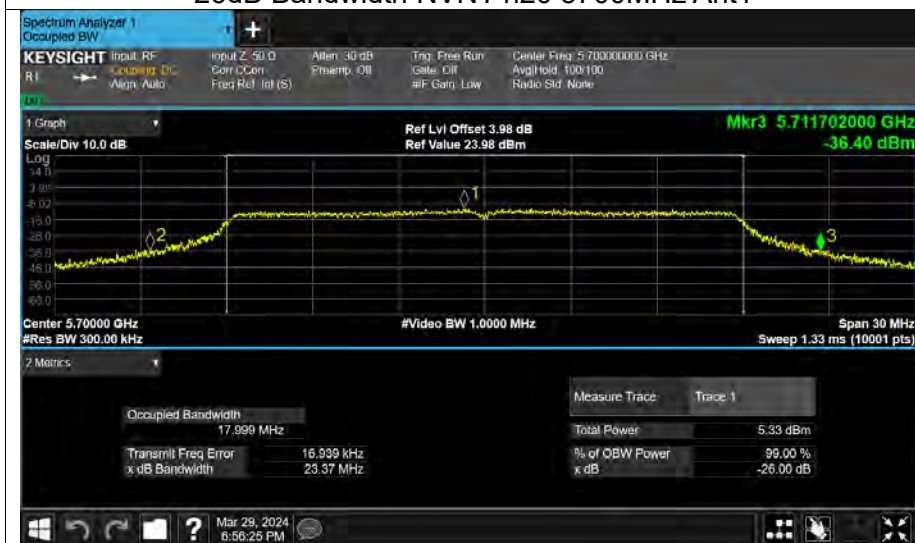 Spectrum Analyzer 1
Occupied BW
+
KEYSIGHT Input: RF
R L
Coupling: DC
Align: Auto
Input Z: 50 Ω
Corr CCorr
Freq Ref: Int (S)
Atten: 30 dB
Preamp: Off
Trig: Free Run
Gate: Off
#IF Gain: Low
Center Freq: 5.700000000 GHz
Avg|Hold: 100/100
Radio Std: None
1 Graph
Scale/Div 10.0 dB
Ref Lvl Offset 3.98 dB
Ref Value 23.98 dBm
Mkr3 5.711702000 GHz
-36.40 dBm
Log
1
2
3
Center 5.70000 GHz
#Res BW 300.00 kHz
#Video BW 1.0000 MHz
Span 30 MHz
Sweep 1.33 ms (10001 pts)
2 Metrics
Occupied Bandwidth
17.999 MHz
Transmit Freq Error 16.939 kHz
x dB Bandwidth 23.37 MHz
Measure Trace Trace 1
Total Power 5.33 dBm
% of OBW Power 99.00 %
x dB -26.00 dB
?
Mar 29, 2024
6:56:25 PM